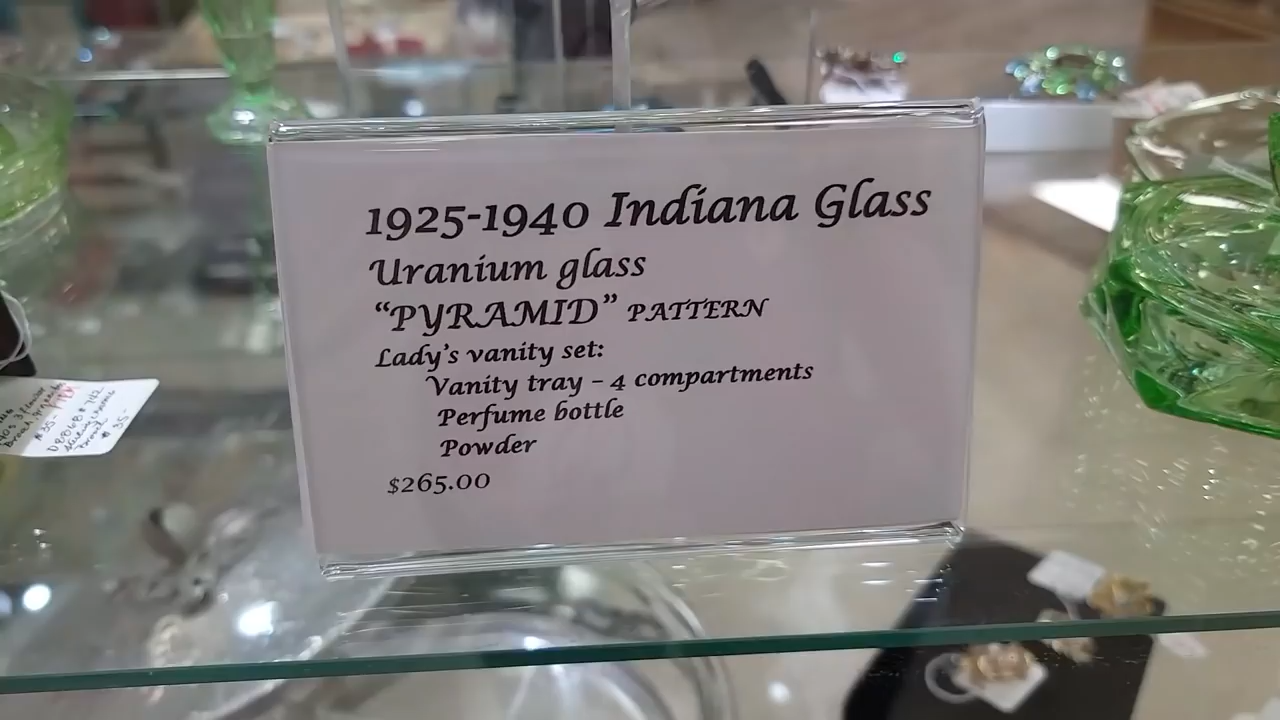 1925-1940 Indiana Glass
Uranium glass
“PYRAMID” PATTERN
Lady’s vanity set:
Vanity tray – 4 compartments
Perfume bottle
Powder
$265.00